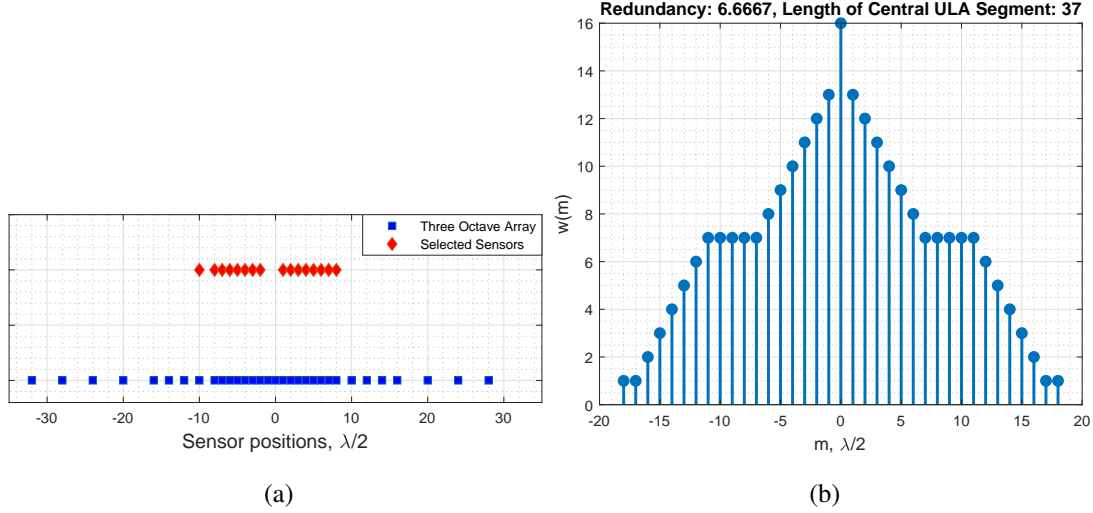 Redundancy: 6.6667, Length of Central ULA Segment: 37
Three Octave Array
Selected Sensors
-30 -20 -10 0 10 20 30
Sensor positions, λ/2
16
14
12
10
8
6
4
2
0
w(m)
-20 -15 -10 -5 0 5 10 15 20
m, λ/2
(a)
(b)